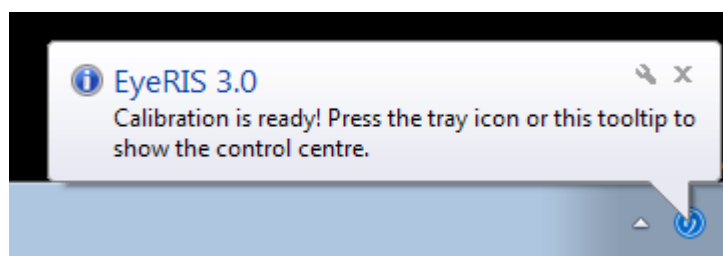 EyeRIS 3.0
Calibration is ready! Press the tray icon or this tooltip to
show the control centre.